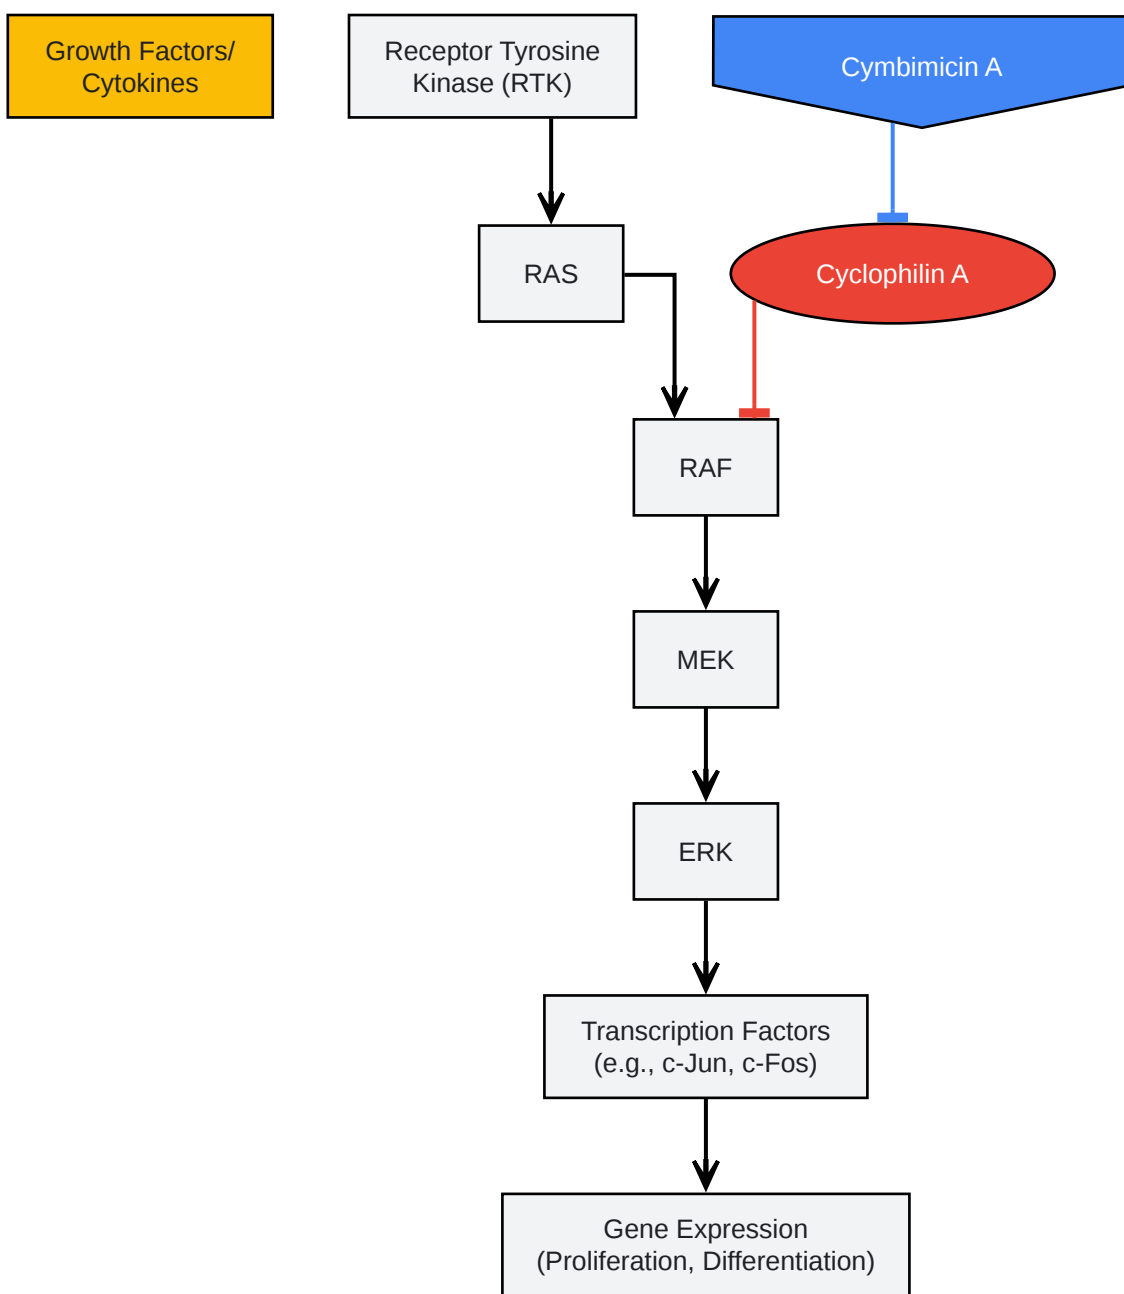 Growth Factors/
Cytokines
Receptor Tyrosine
Kinase (RTK)
Cymbimicin A
RAS
Cyclophilin A
RAF
MEK
ERK
Transcription Factors
(e.g., c-Jun, c-Fos)
Gene Expression
(Proliferation, Differentiation)